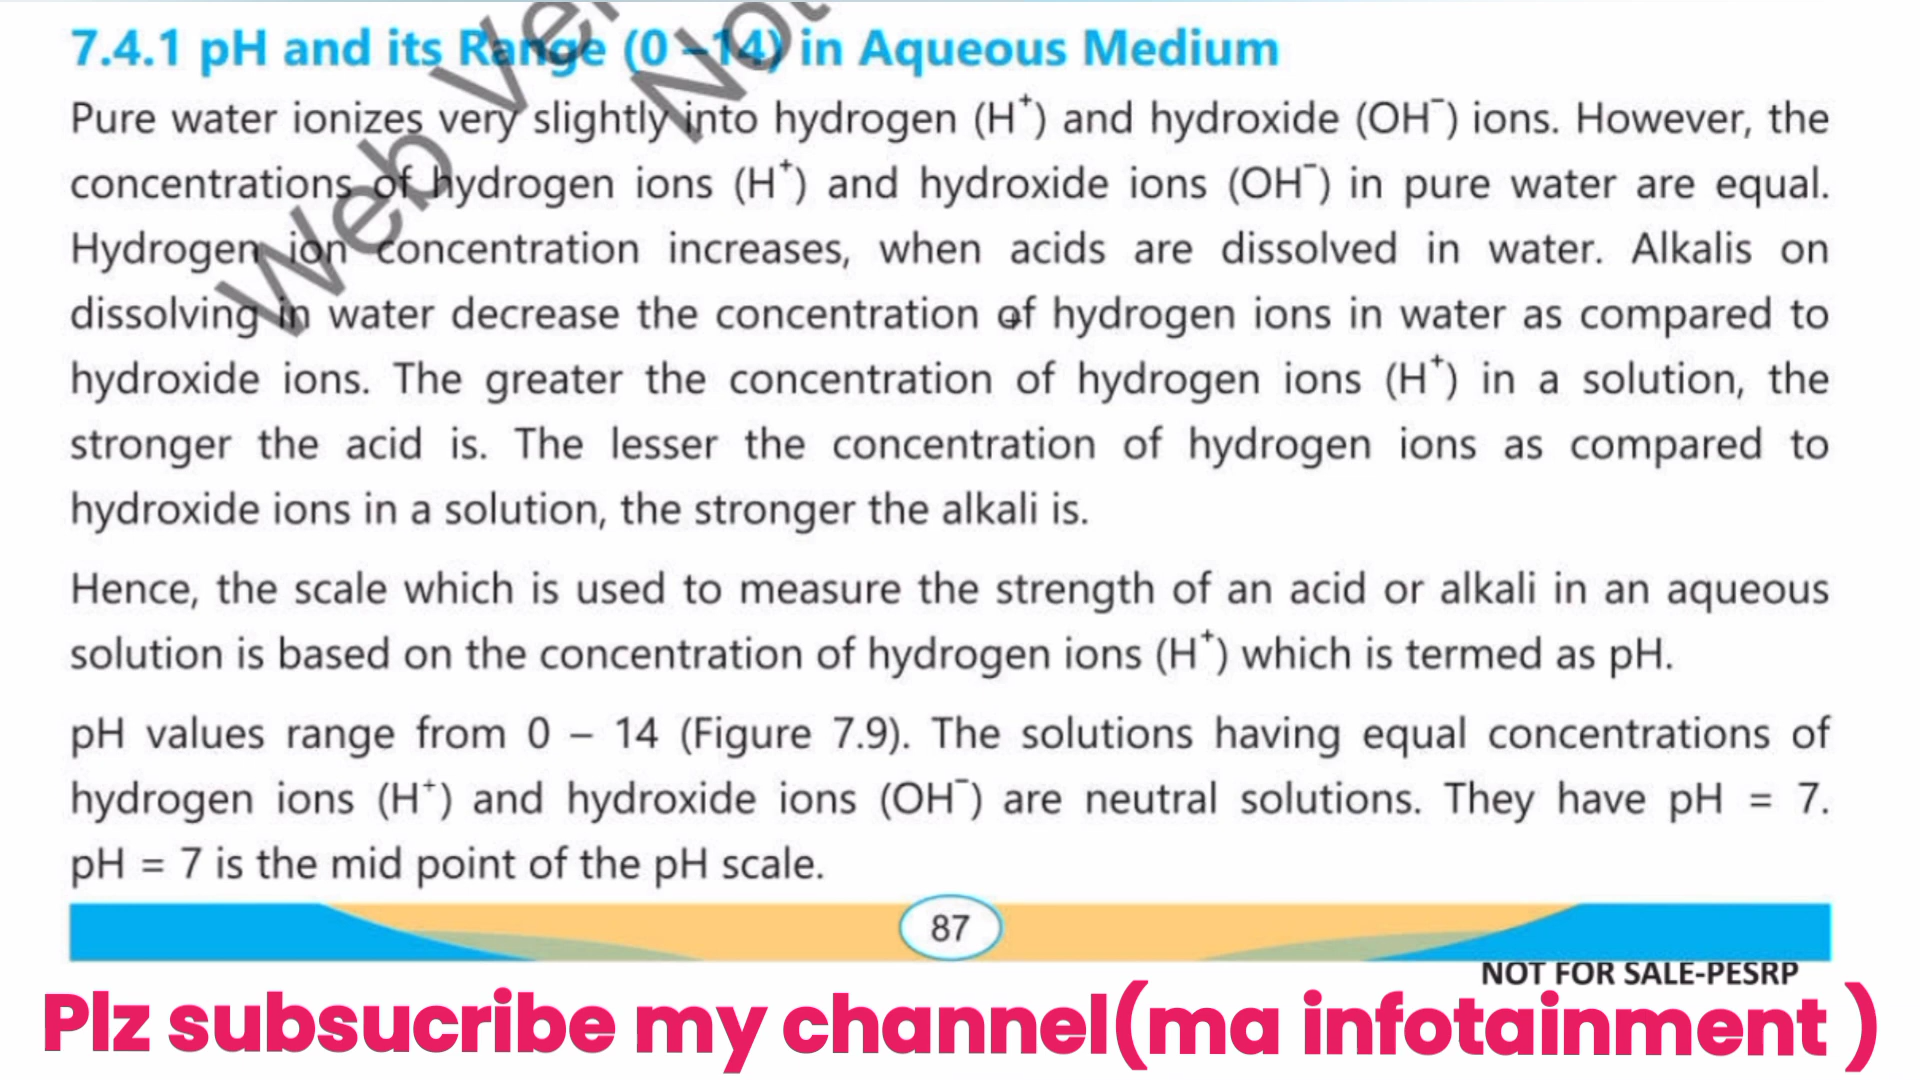 7.4.1 pH and its Range (0 –14) in Aqueous Medium
Pure water ionizes very slightly into hydrogen (H⁺) and hydroxide (OH⁻) ions. However, the
concentrations of hydrogen ions (H⁺) and hydroxide ions (OH⁻) in pure water are equal.
Hydrogen ion concentration increases, when acids are dissolved in water. Alkalis on
dissolving in water decrease the concentration of hydrogen ions in water as compared to
hydroxide ions. The greater the concentration of hydrogen ions (H⁺) in a solution, the
stronger the acid is. The lesser the concentration of hydrogen ions as compared to
hydroxide ions in a solution, the stronger the alkali is.
Hence, the scale which is used to measure the strength of an acid or alkali in an aqueous
solution is based on the concentration of hydrogen ions (H⁺) which is termed as pH.
pH values range from 0 – 14 (Figure 7.9). The solutions having equal concentrations of
hydrogen ions (H⁺) and hydroxide ions (OH⁻) are neutral solutions. They have pH = 7.
pH = 7 is the mid point of the pH scale.
87
NOT FOR SALE-PESRP
Plz subsucribe my channel(ma infotainment )
Web
Not